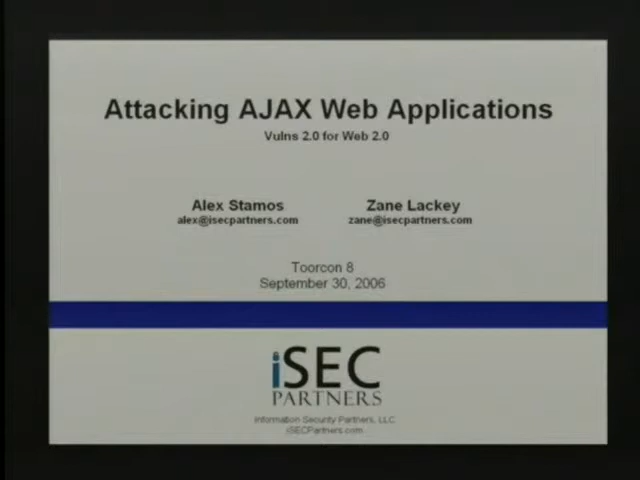 Attacking AJAX Web Applications
Vulns 2.0 for Web 2.0
Alex Stamos Zane Lackey
alex@isecpartners.com zane@isecpartners.com
Toorcon 8
September 30, 2006
iSEC
PARTNERS
Information Security Partners, LLC
iSECPartners.com